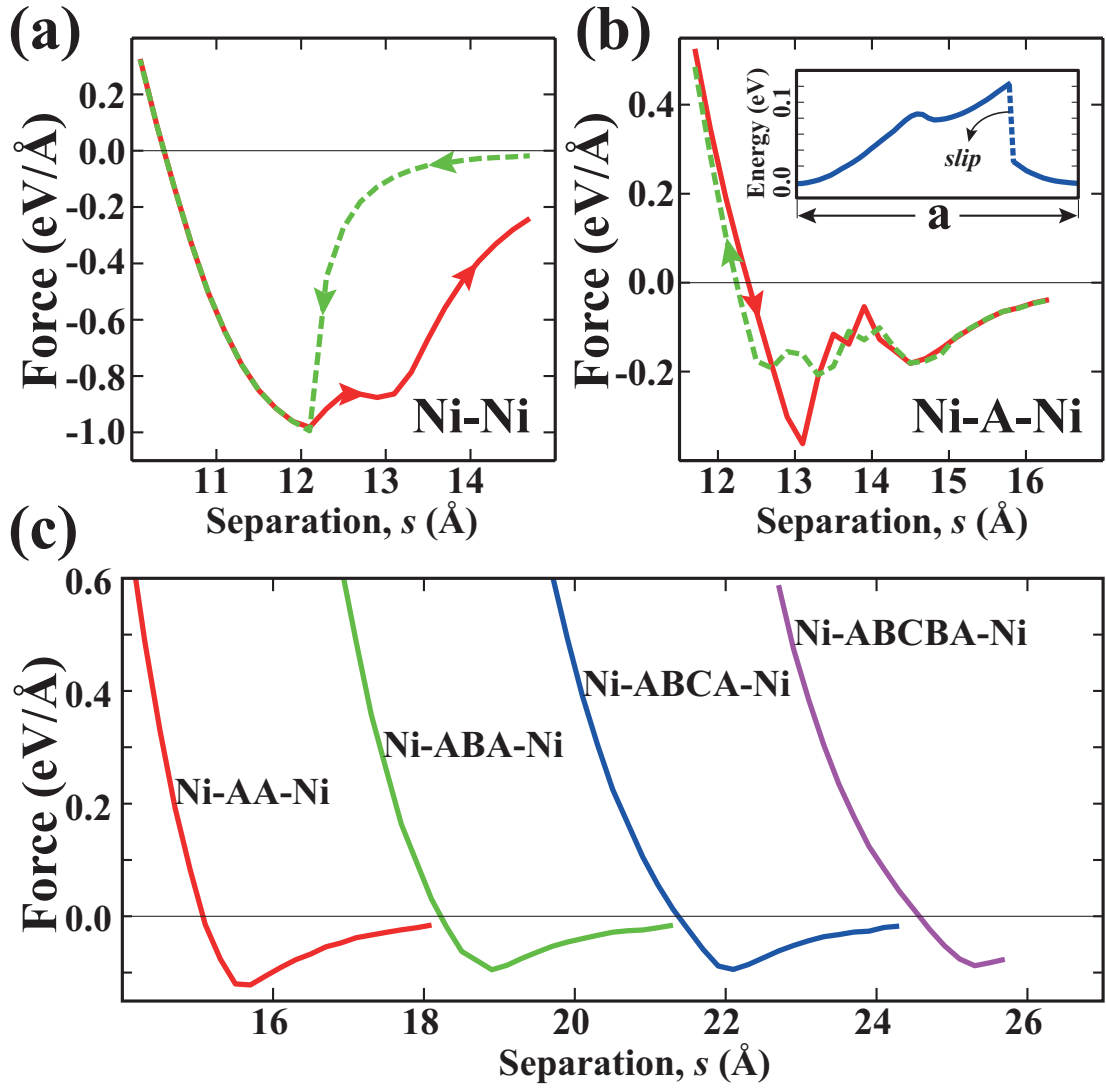 (a)
0.2
0.0
-0.2
-0.4
-0.6
-0.8
-1.0
Force (eV/Å)
Ni-Ni
11 12 13 14
Separation, s (Å)
(b)
0.4
0.2
0.0
-0.2
Force (eV/Å)
Energy (eV)
0.1
0.0
slip
a
Ni-A-Ni
12 13 14 15 16
Separation, s (Å)
(c)
0.6
0.4
0.2
0.0
Force (eV/Å)
Ni-ABCBA-Ni
Ni-ABCA-Ni
Ni-ABA-Ni
Ni-AA-Ni
16 18 20 22 24 26
Separation, s (Å)